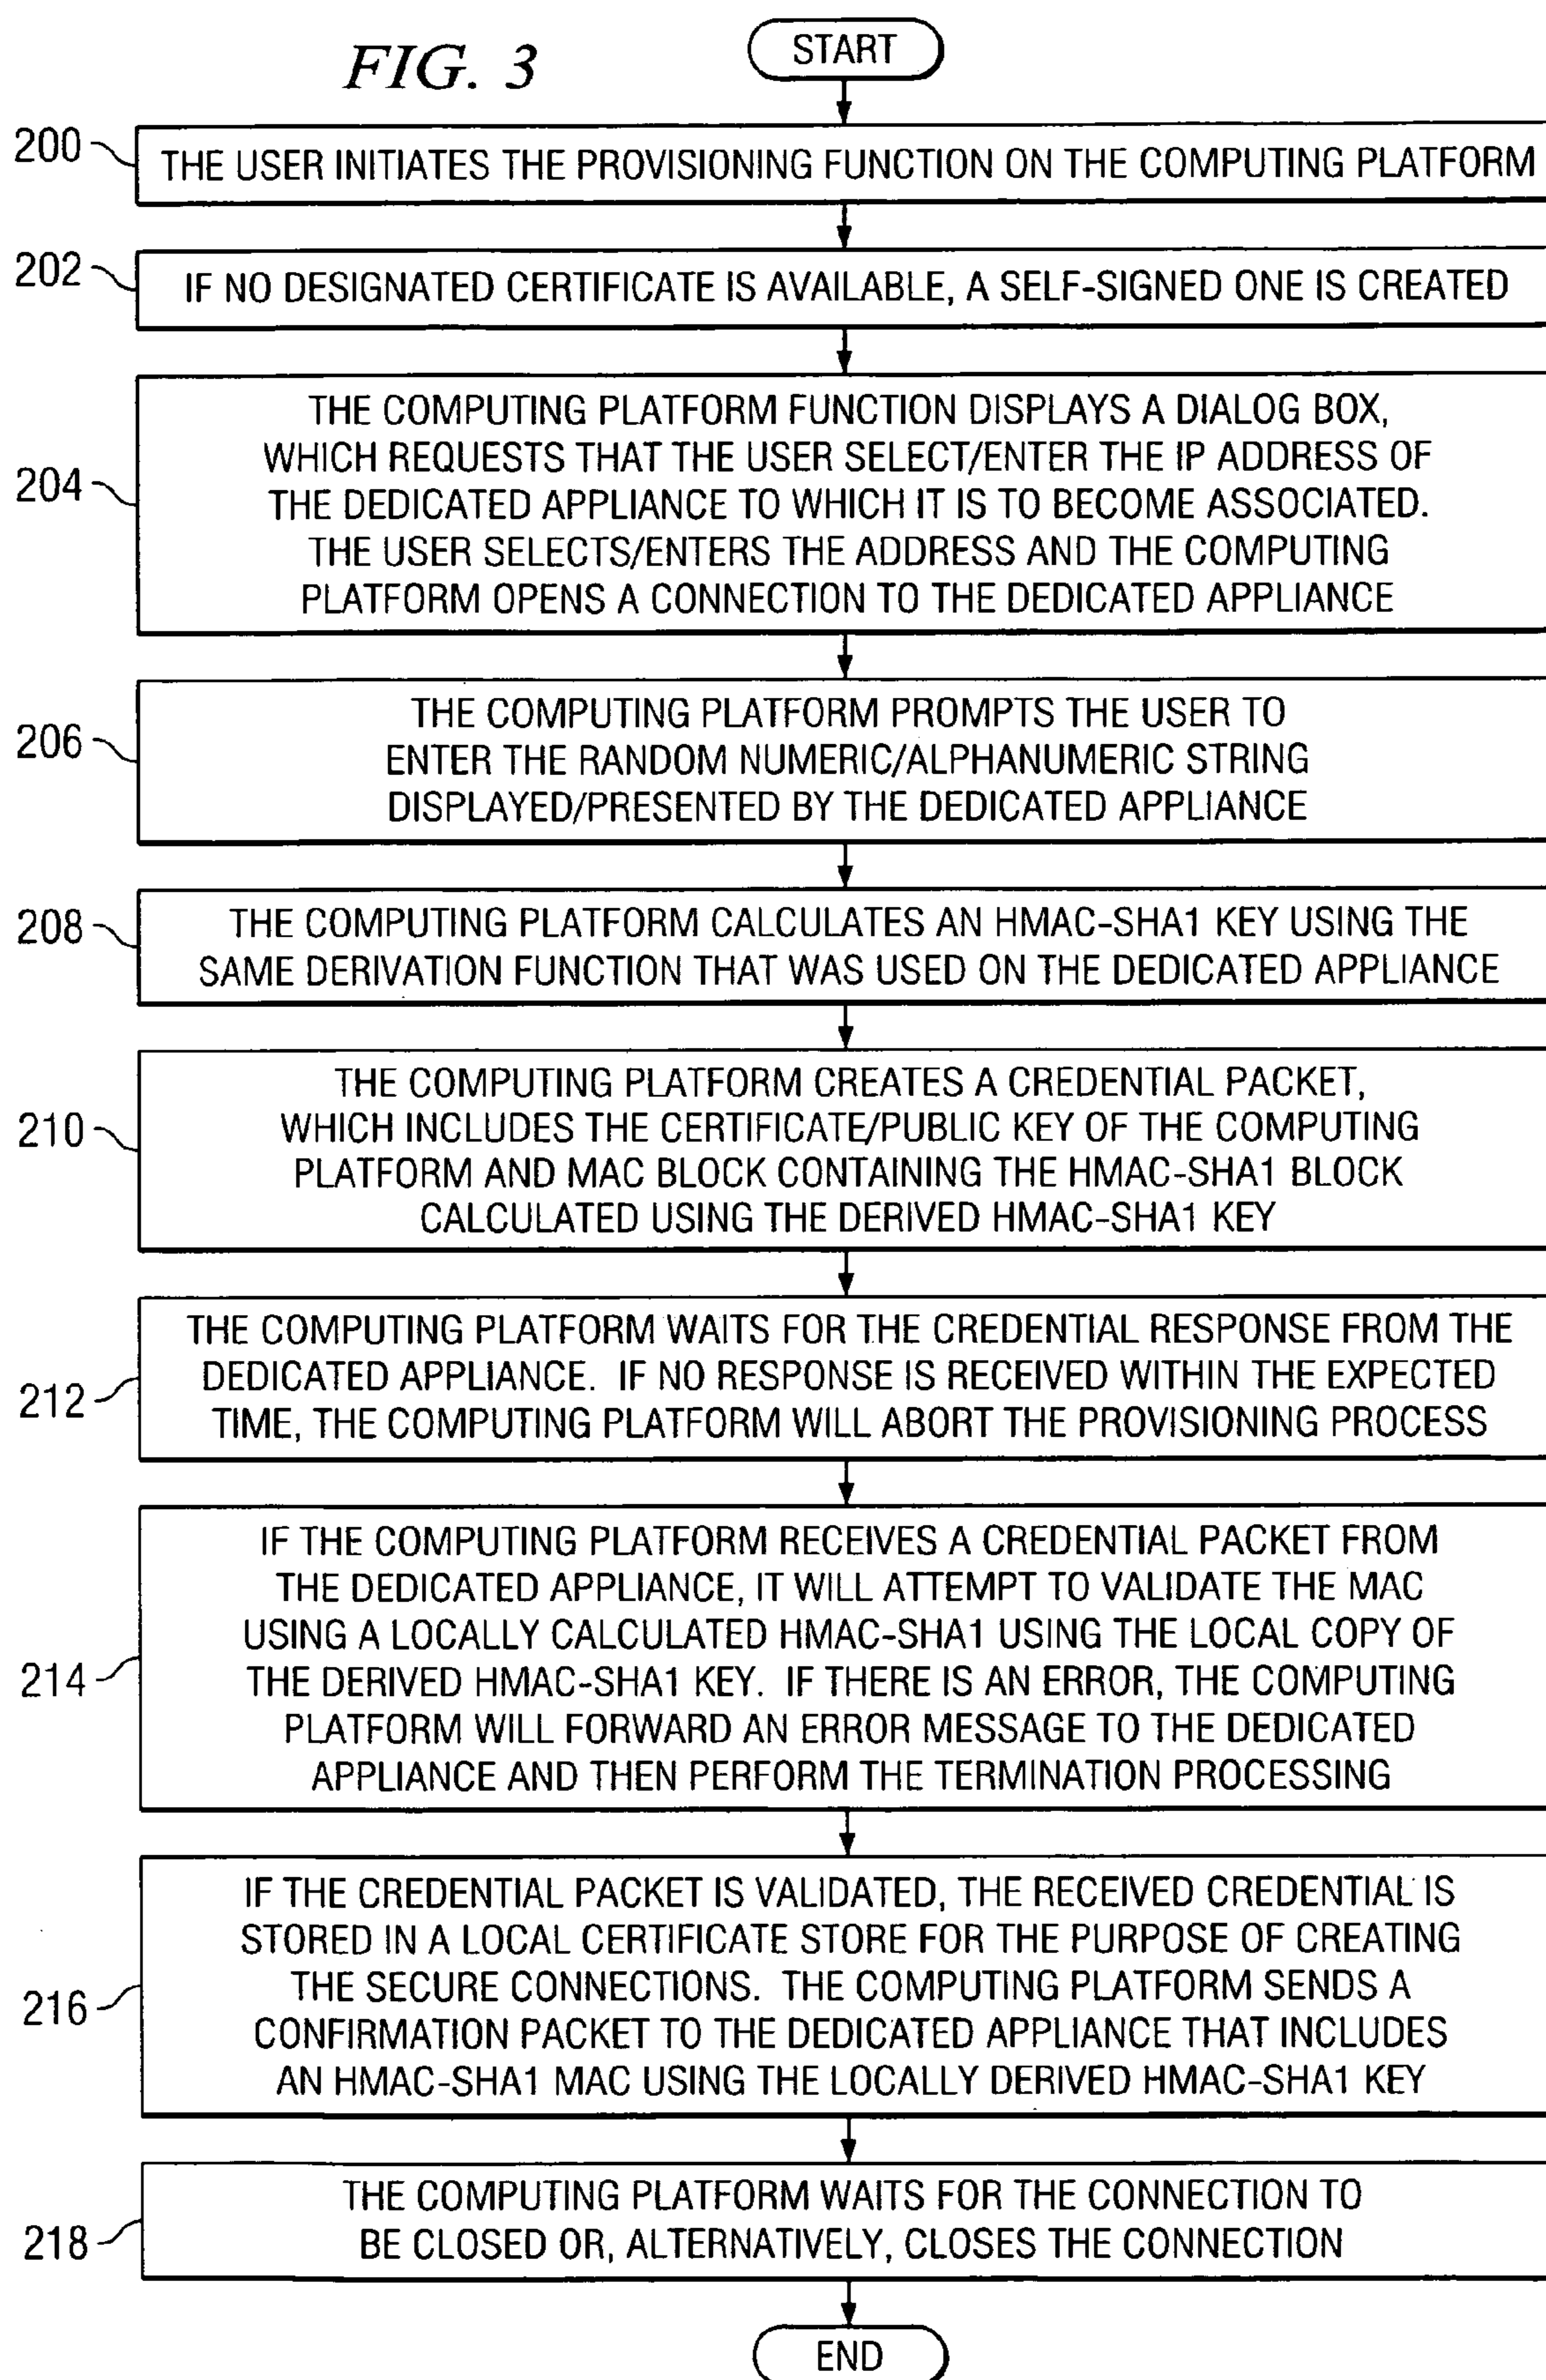 FIG. 3
START
200
THE USER INITIATES THE PROVISIONING FUNCTION ON THE COMPUTING PLATFORM
202
IF NO DESIGNATED CERTIFICATE IS AVAILABLE, A SELF-SIGNED ONE IS CREATED
204
THE COMPUTING PLATFORM FUNCTION DISPLAYS A DIALOG BOX,
WHICH REQUESTS THAT THE USER SELECT/ENTER THE IP ADDRESS OF
THE DEDICATED APPLIANCE TO WHICH IT IS TO BECOME ASSOCIATED.
THE USER SELECTS/ENTERS THE ADDRESS AND THE COMPUTING
PLATFORM OPENS A CONNECTION TO THE DEDICATED APPLIANCE
206
THE COMPUTING PLATFORM PROMPTS THE USER TO
ENTER THE RANDOM NUMERIC/ALPHANUMERIC STRING
DISPLAYED/PRESENTED BY THE DEDICATED APPLIANCE
208
THE COMPUTING PLATFORM CALCULATES AN HMAC-SHA1 KEY USING THE
SAME DERIVATION FUNCTION THAT WAS USED ON THE DEDICATED APPLIANCE
210
THE COMPUTING PLATFORM CREATES A CREDENTIAL PACKET,
WHICH INCLUDES THE CERTIFICATE/PUBLIC KEY OF THE COMPUTING
PLATFORM AND MAC BLOCK CONTAINING THE HMAC-SHA1 BLOCK
CALCULATED USING THE DERIVED HMAC-SHA1 KEY
212
THE COMPUTING PLATFORM WAITS FOR THE CREDENTIAL RESPONSE FROM THE
DEDICATED APPLIANCE. IF NO RESPONSE IS RECEIVED WITHIN THE EXPECTED
TIME, THE COMPUTING PLATFORM WILL ABORT THE PROVISIONING PROCESS
214
IF THE COMPUTING PLATFORM RECEIVES A CREDENTIAL PACKET FROM
THE DEDICATED APPLIANCE, IT WILL ATTEMPT TO VALIDATE THE MAC
USING A LOCALLY CALCULATED HMAC-SHA1 USING THE LOCAL COPY OF
THE DERIVED HMAC-SHA1 KEY. IF THERE IS AN ERROR, THE COMPUTING
PLATFORM WILL FORWARD AN ERROR MESSAGE TO THE DEDICATED
APPLIANCE AND THEN PERFORM THE TERMINATION PROCESSING
216
IF THE CREDENTIAL PACKET IS VALIDATED, THE RECEIVED CREDENTIAL IS
STORED IN A LOCAL CERTIFICATE STORE FOR THE PURPOSE OF CREATING
THE SECURE CONNECTIONS. THE COMPUTING PLATFORM SENDS A
CONFIRMATION PACKET TO THE DEDICATED APPLIANCE THAT INCLUDES
AN HMAC-SHA1 MAC USING THE LOCALLY DERIVED HMAC-SHA1 KEY
218
THE COMPUTING PLATFORM WAITS FOR THE CONNECTION TO
BE CLOSED OR, ALTERNATIVELY, CLOSES THE CONNECTION
END